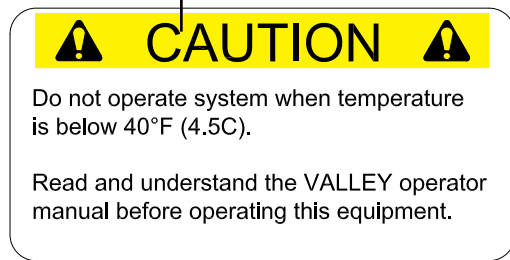 CAUTION
Do not operate system when temperature
is below 40°F (4.5C).
Read and understand the VALLEY operator
manual before operating this equipment.